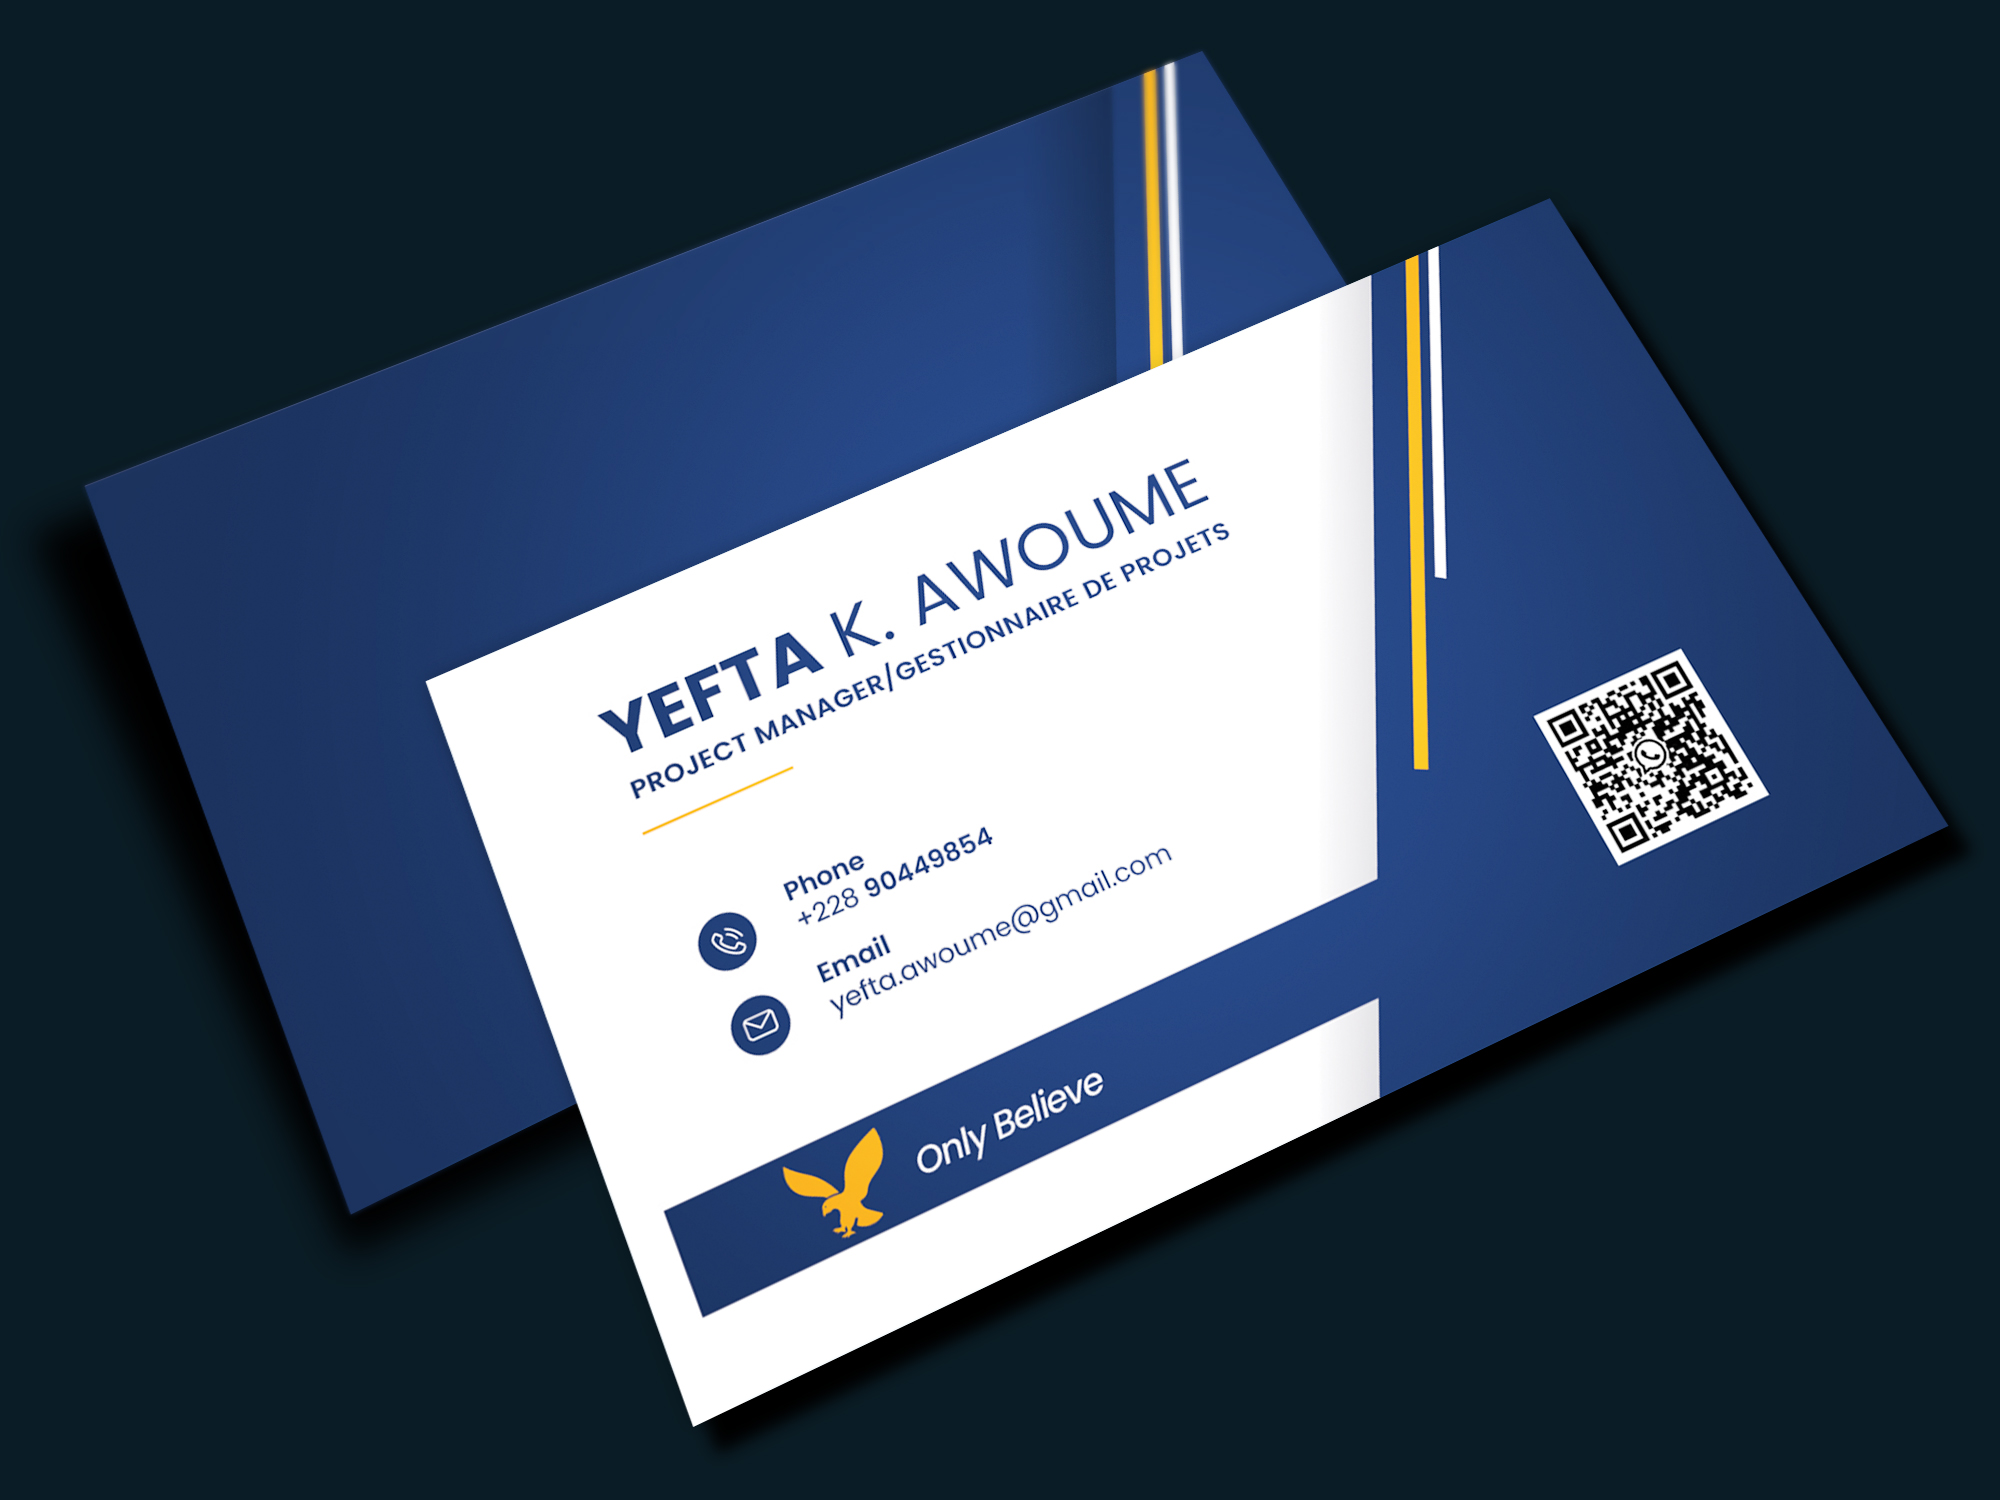 YEFTA K. AWOUME
PROJECT MANAGER/GESTIONNAIRE DE PROJETS
Phone
+228 90449854
Email
yefta.awoume@gmail.com
Only Believe